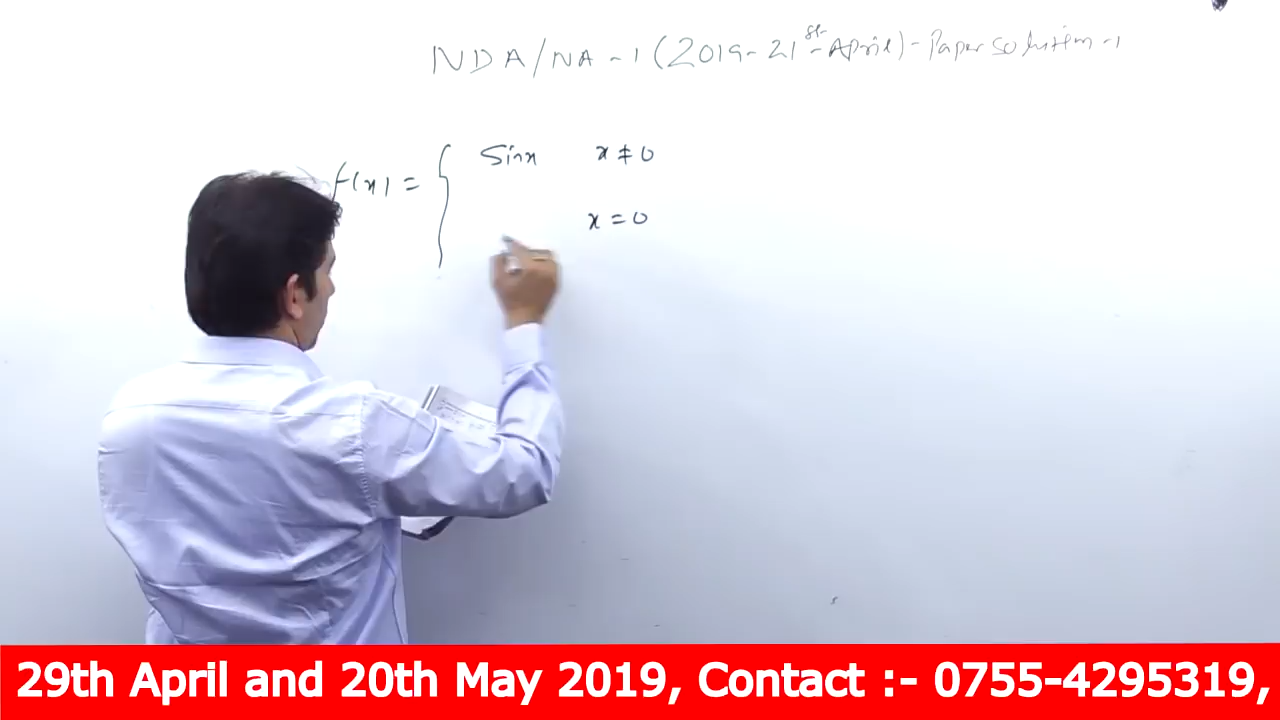 NDA/NA-1 (2019-21st-April)-Paper solution-1
f(x) = { Sinx x ≠ 0
x = 0
29th April and 20th May 2019, Contact :- 0755-4295319,